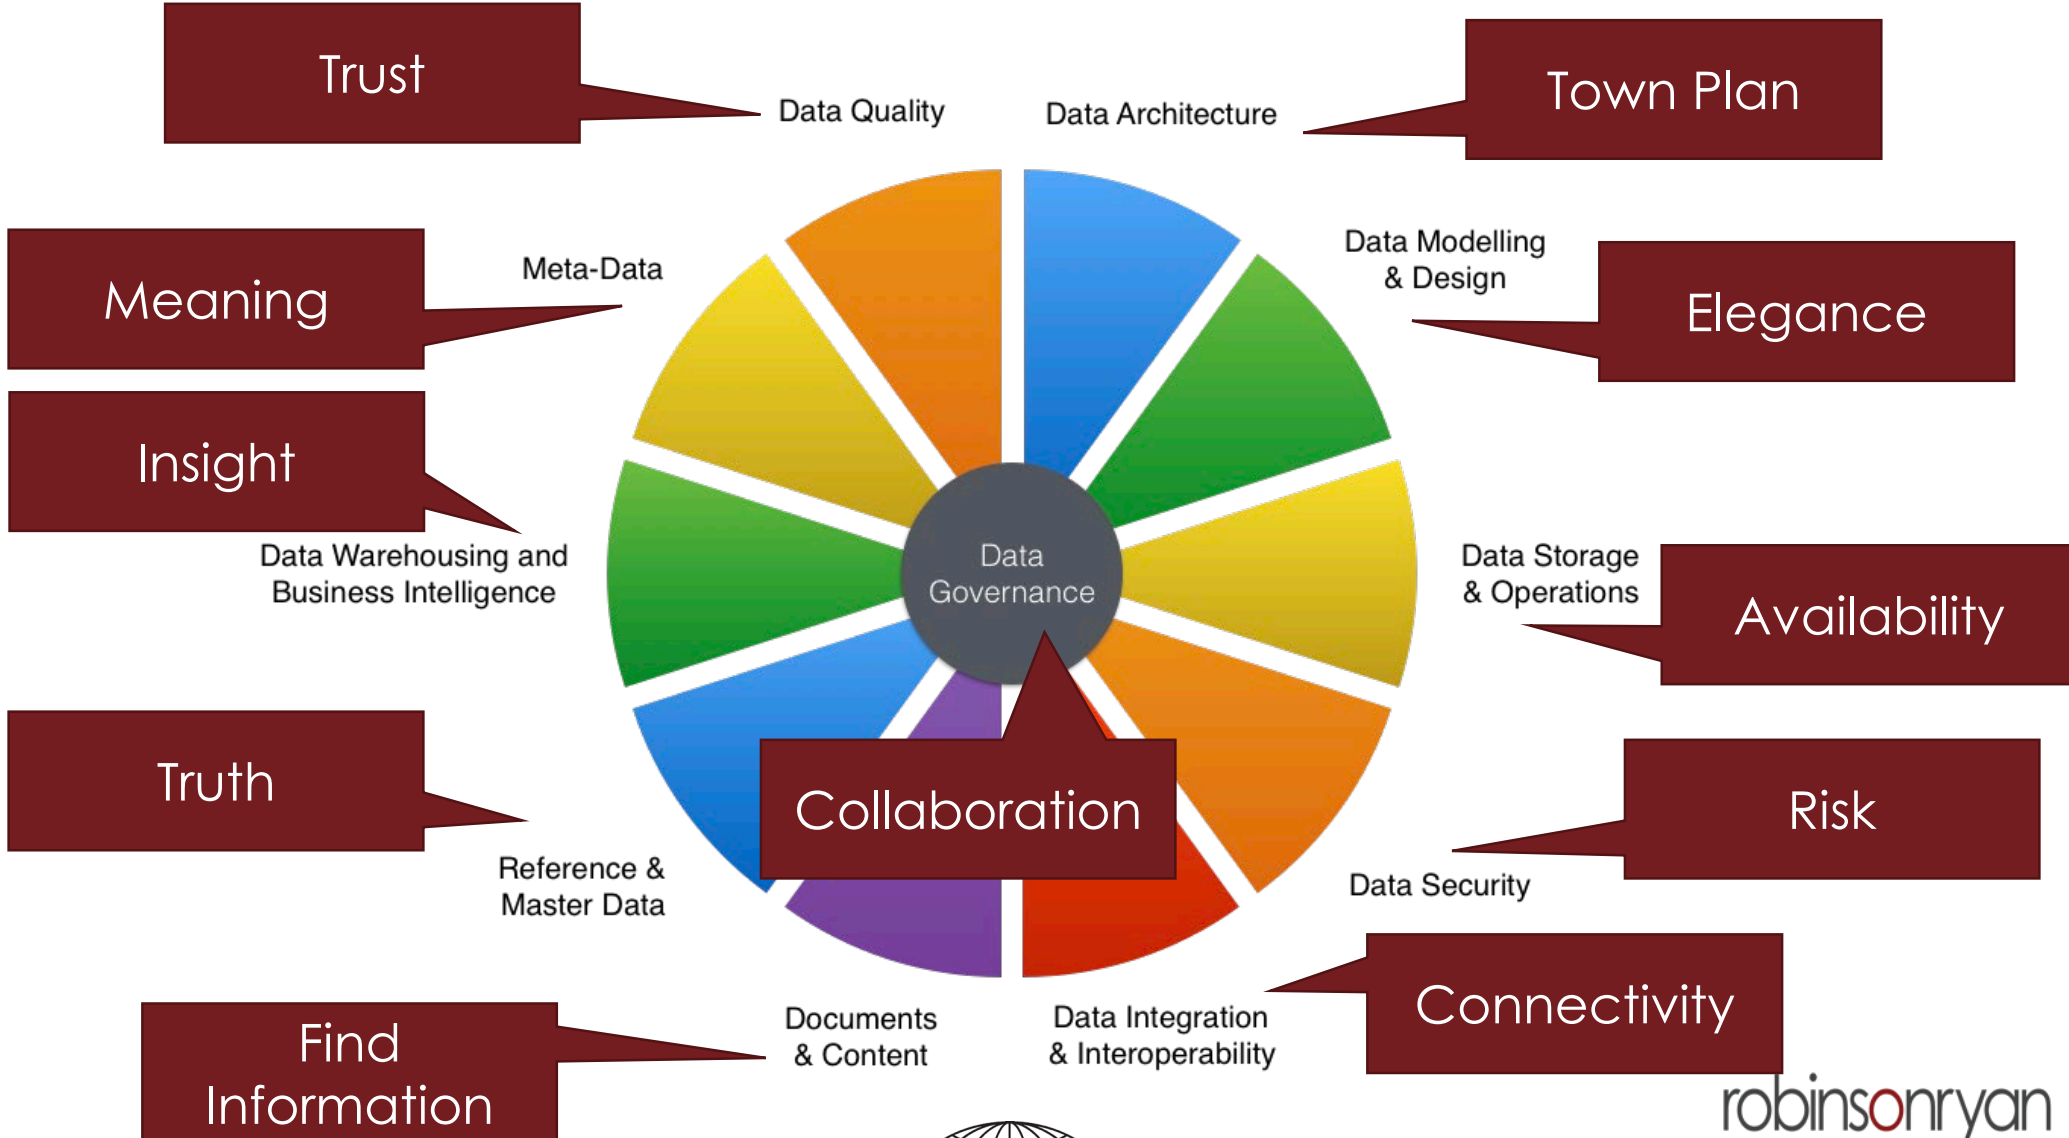 Trust
Town Plan
Data Quality
Data Architecture
Meaning
Meta-Data
Data Modelling
& Design
Elegance
Insight
Data Warehousing and
Business Intelligence
Data
Governance
Data Storage
& Operations
Availability
Truth
Collaboration
Risk
Reference &
Master Data
Data Security
Find
Information
Documents
& Content
Data Integration
& Interoperability
Connectivity
robinsonryan